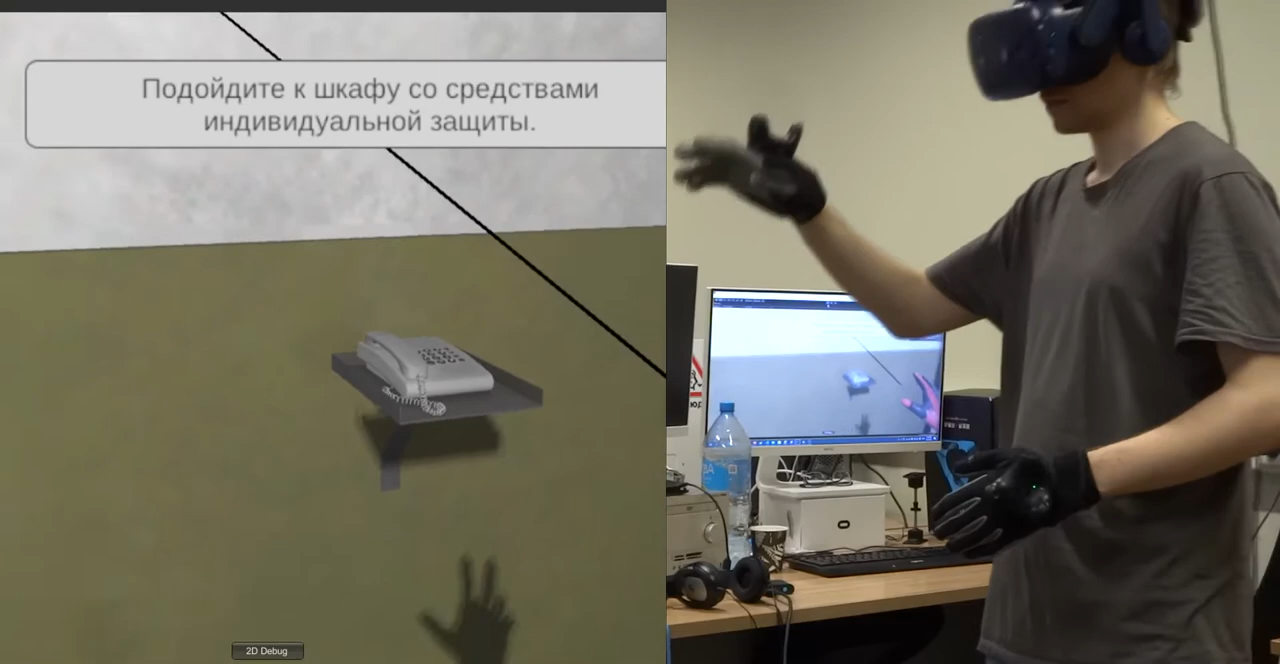 Подойдите к шкафу со средствами
индивидуальной защиты.
2D Debug